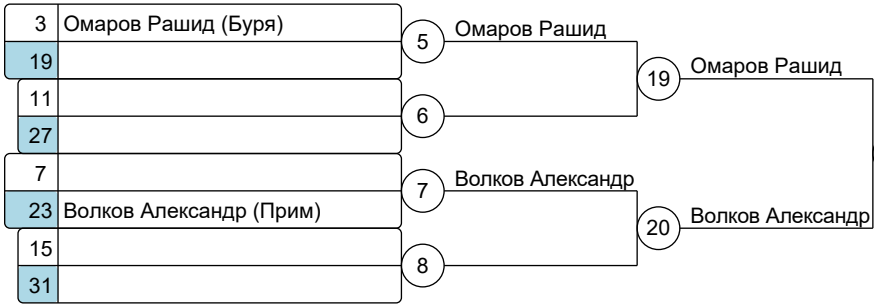 3 Омаров Рашид (Буря)
19
5 Омаров Рашид
11
27
6
19 Омаров Рашид
7
23 Волков Александр (Прим)
7 Волков Александр
15
31
8
20 Волков Александр